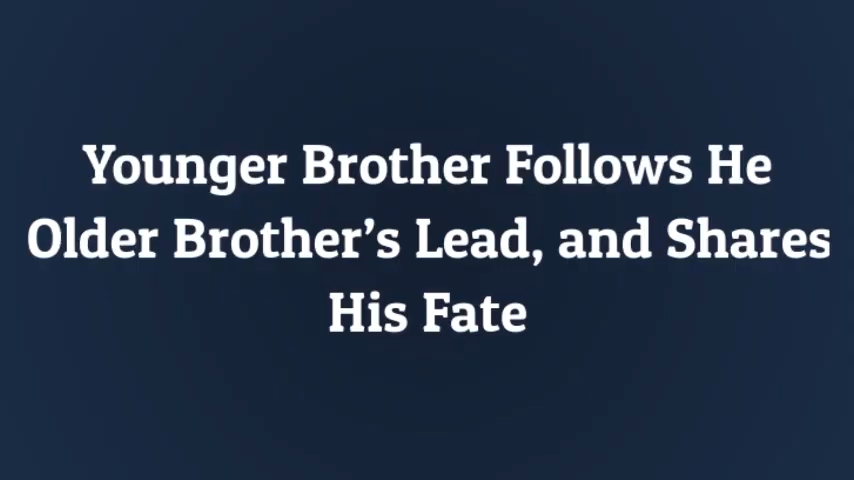 Younger Brother Follows He
Older Brother’s Lead, and Shares
His Fate